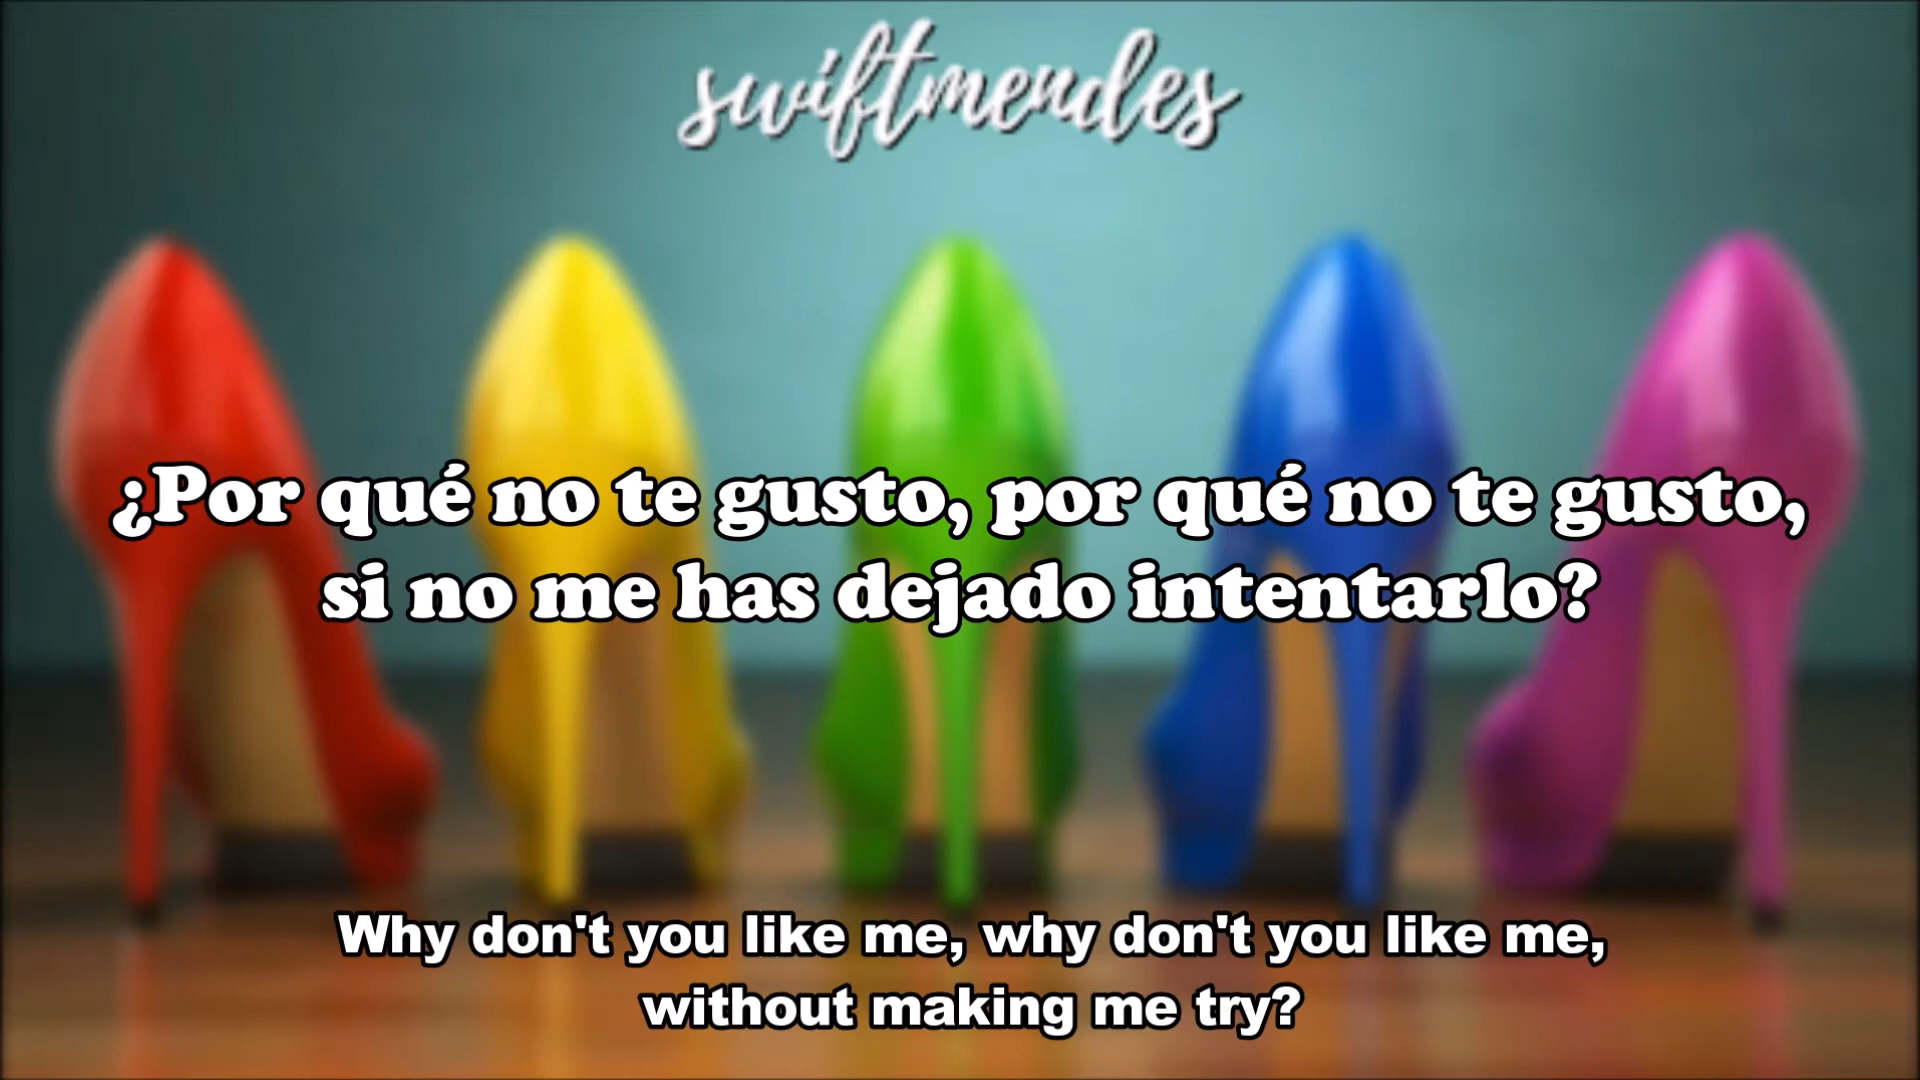 swiftmendes
¿Por qué no te gusto, por qué no te gusto,
si no me has dejado intentarlo?
Why don't you like me, why don't you like me,
without making me try?